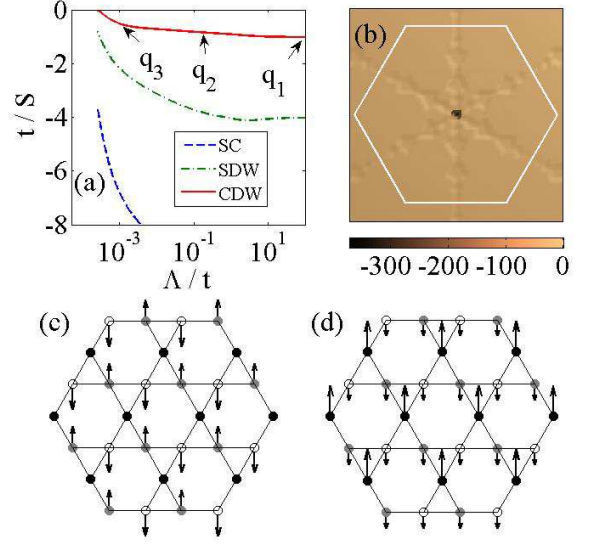 (a)
t / S
0
-2
-4
-6
-8
q3
q2
q1
SC
SDW
CDW
10^-3
10^-1
10^1
Λ / t
(b)
-300
-200
-100
0
(c)
(d)